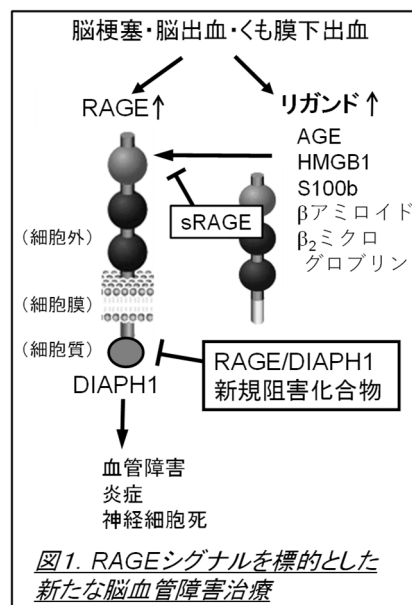 脳梗塞・脳出血・くも膜下出血
RAGE↑
リガンド↑
AGE
HMGB1
S100b
βアミロイド
β₂ミクロ
グロブリン
sRAGE
(細胞外)
(細胞膜)
(細胞質)
DIAPH1
RAGE/DIAPH1
新規阻害化合物
血管障害
炎症
神経細胞死
図1. RAGEシグナルを標的とした
新たな脳血管障害治療